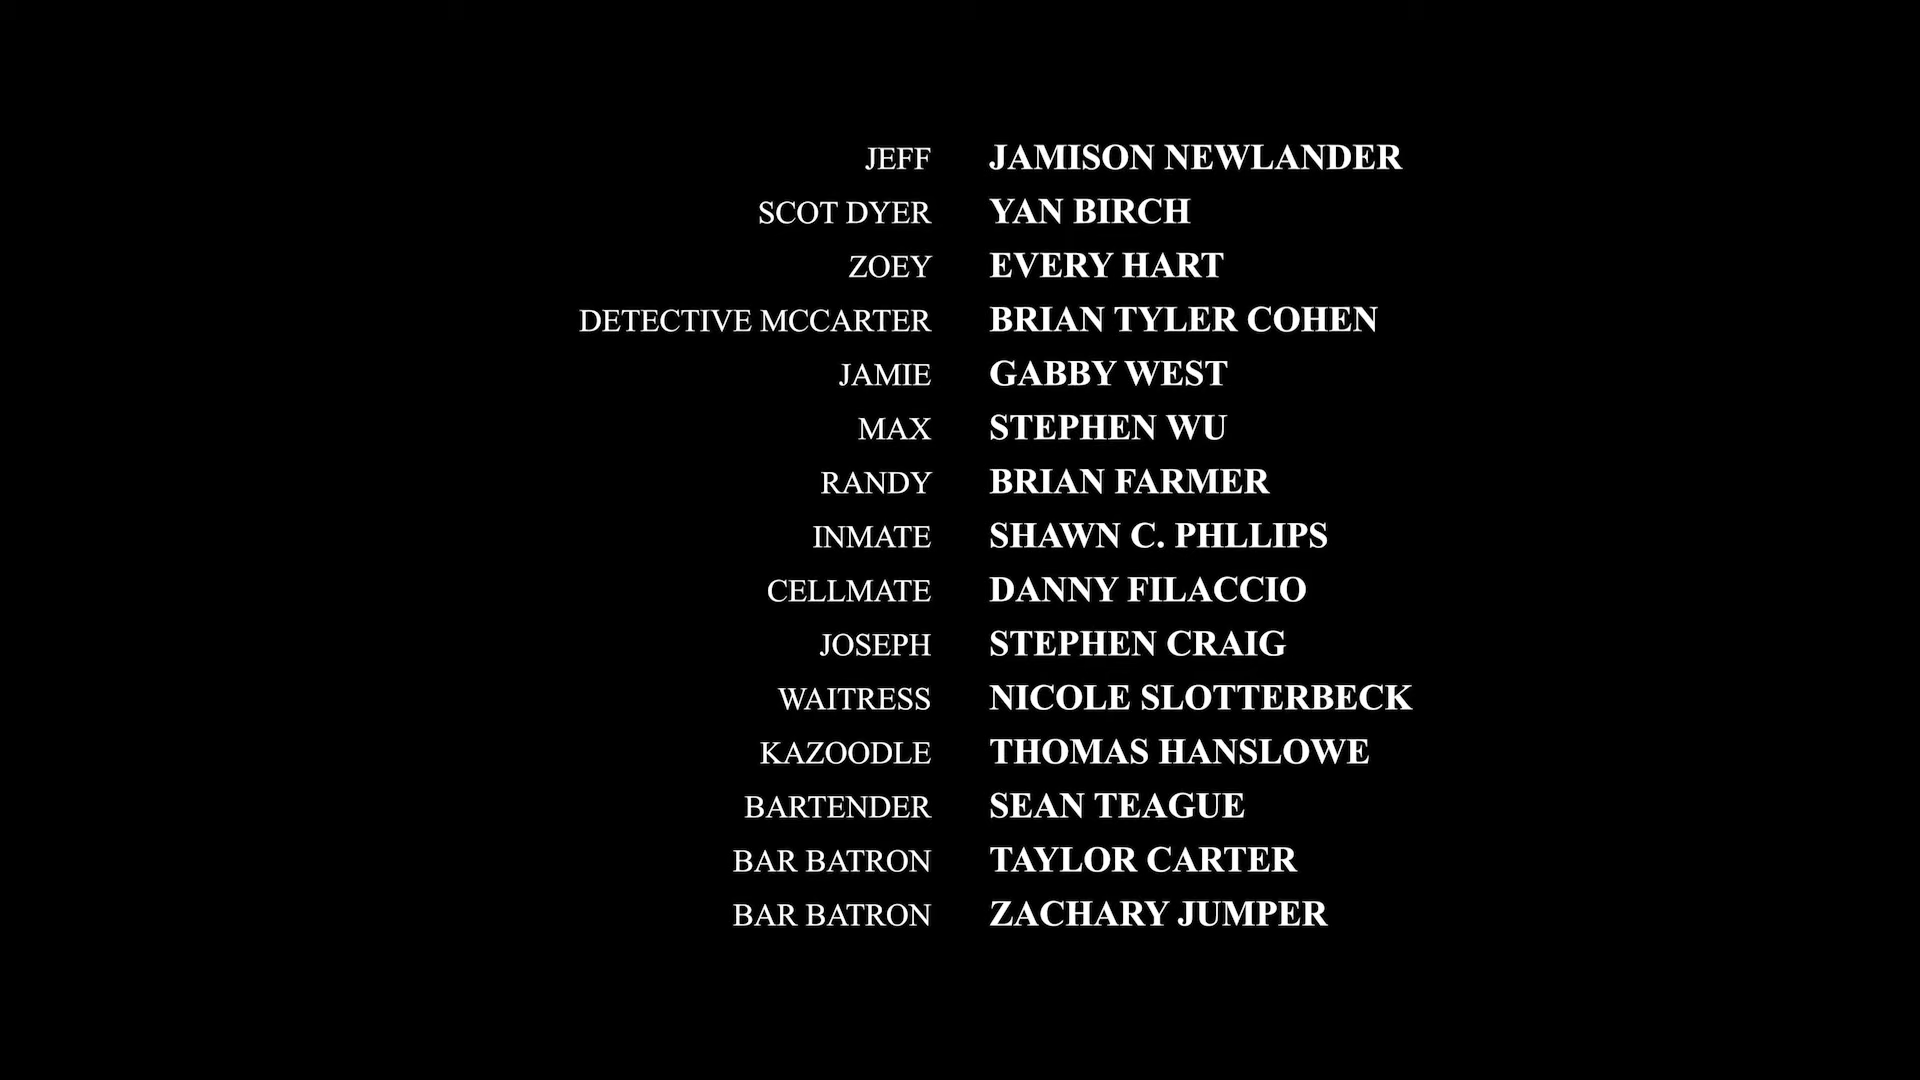 JEFF JAMISON NEWLANDER
SCOT DYER YAN BIRCH
ZOEY EVERY HART
DETECTIVE MCCARTER BRIAN TYLER COHEN
JAMIE GABBY WEST
MAX STEPHEN WU
RANDY BRIAN FARMER
INMATE SHAWN C. PHLLIPS
CELLMATE DANNY FILACCIO
JOSEPH STEPHEN CRAIG
WAITRESS NICOLE SLOTTERBECK
KAZOODLE THOMAS HANSLOWE
BARTENDER SEAN TEAGUE
BAR BATRON TAYLOR CARTER
BAR BATRON ZACHARY JUMPER